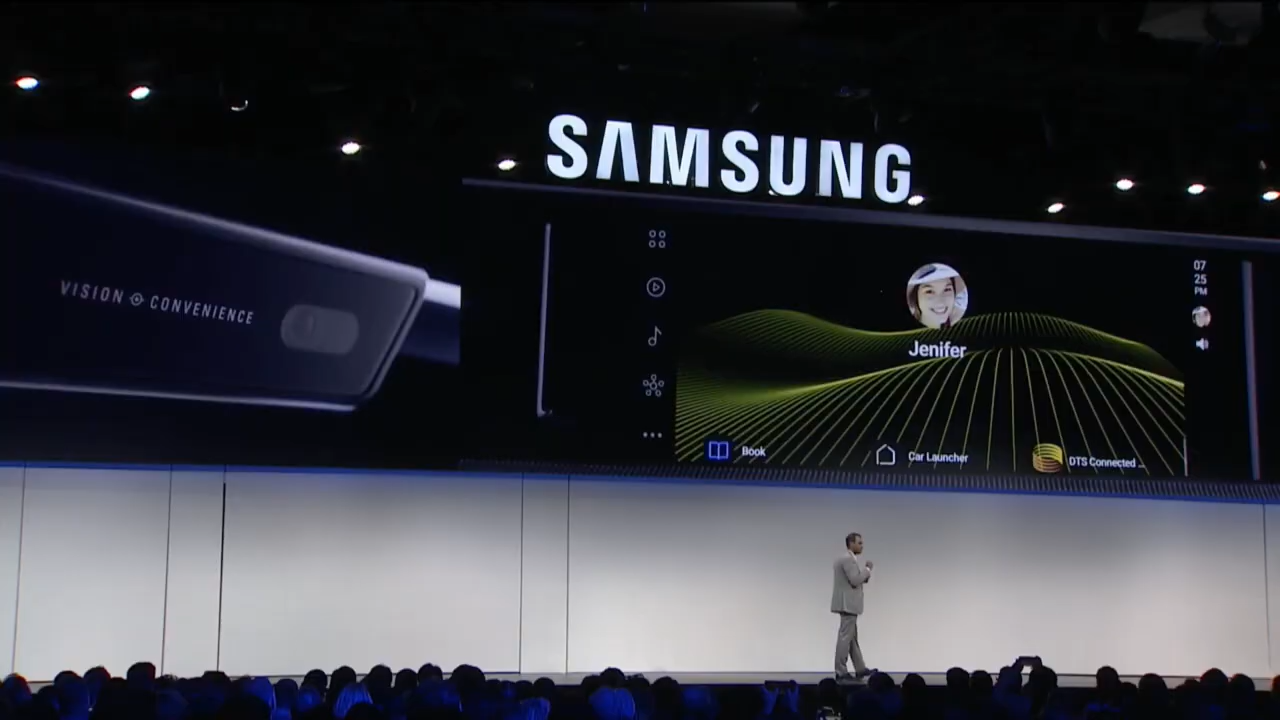 SAMSUNG
VISION CONVENIENCE
07
25
PM
Jenifer
Book
Car Launcher
DTS Connected ...